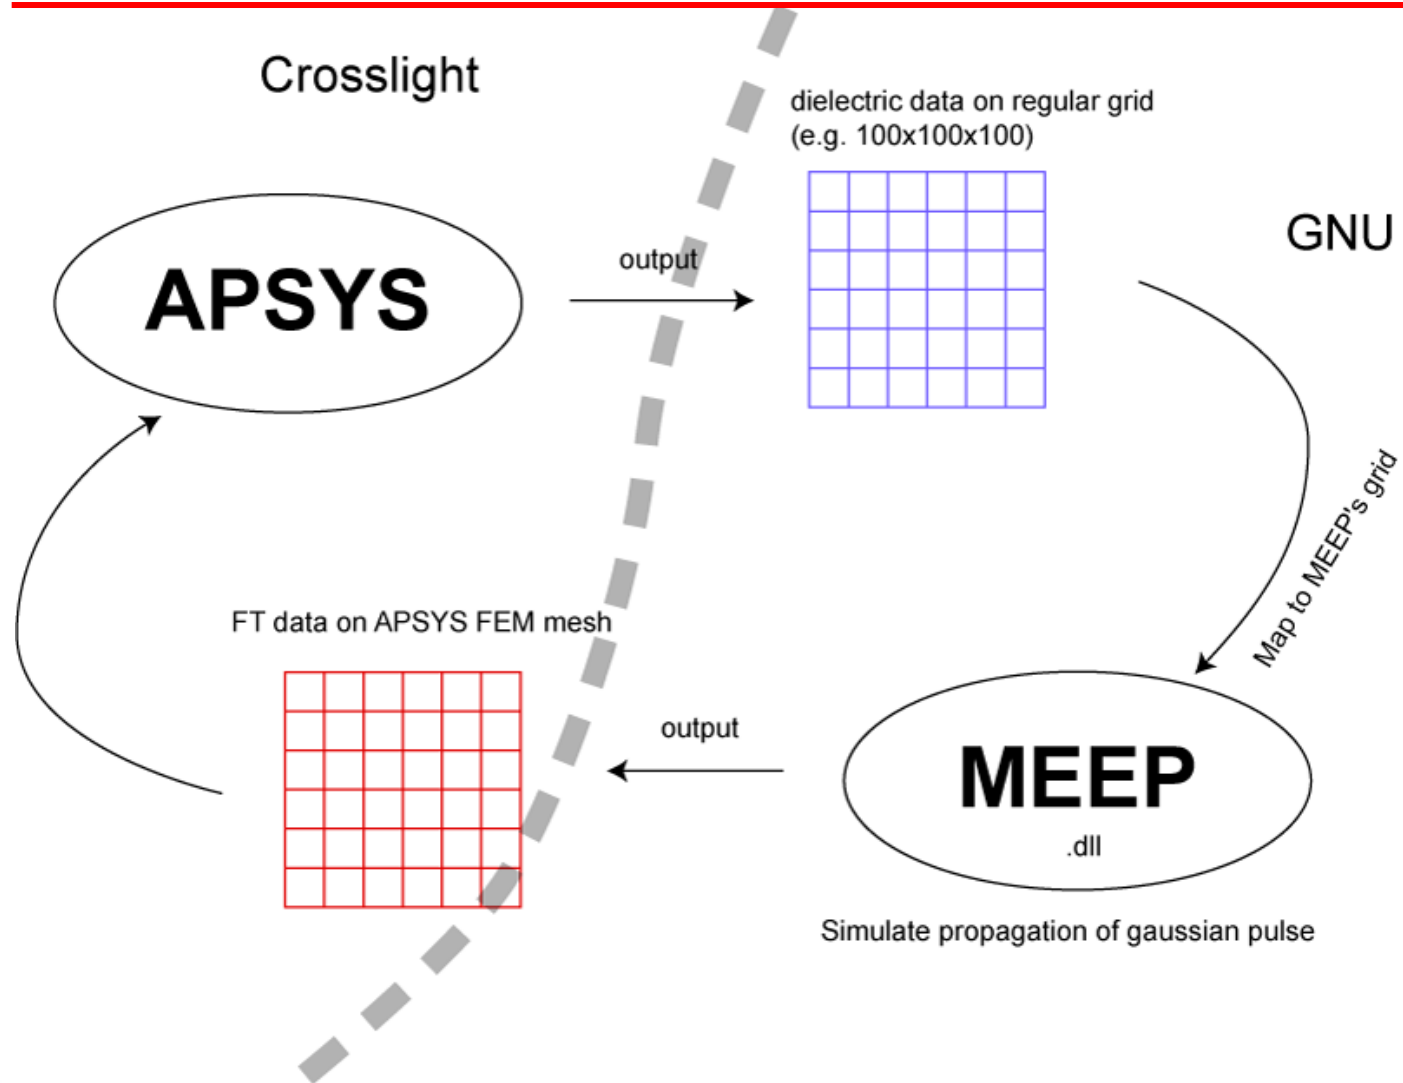 Crosslight
dielectric data on regular grid
(e.g. 100x100x100)
GNU
output
APSYS
Map to MEEP's grid
FT data on APSYS FEM mesh
output
MEEP
.dll
Simulate propagation of gaussian pulse